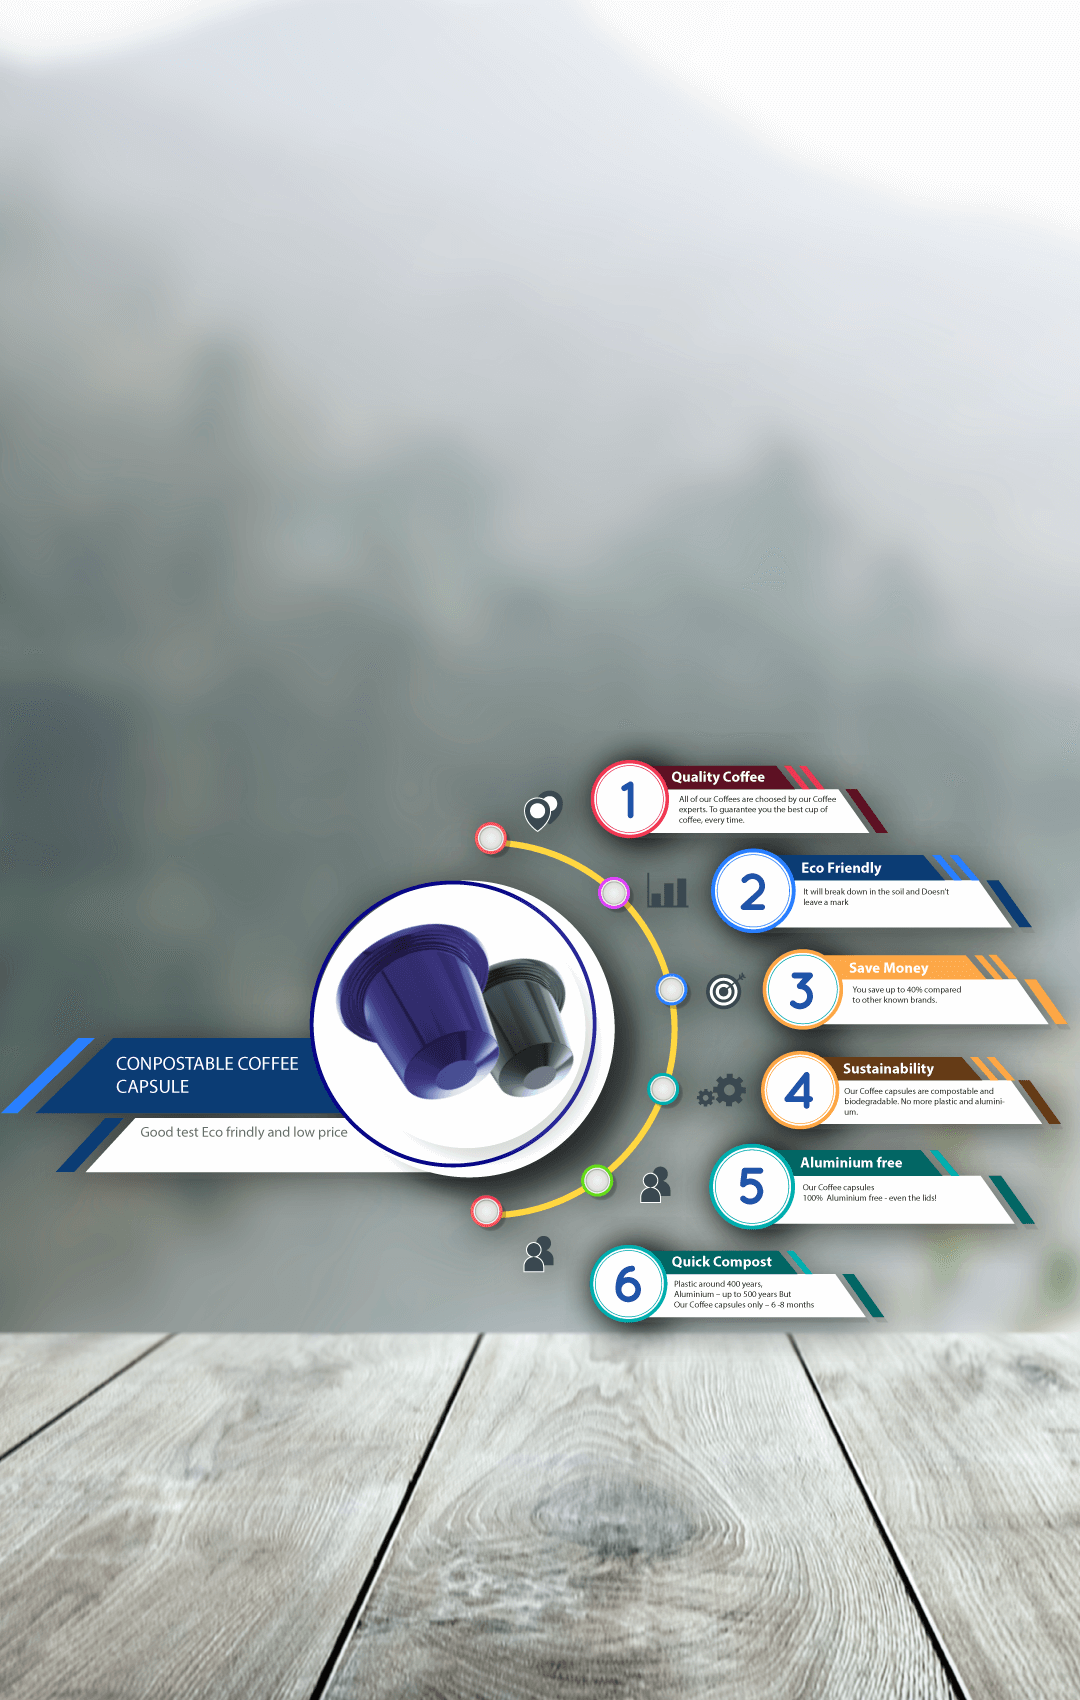 CONPOSTABLE COFFEE
CAPSULE
Good test Eco frindly and low price
1
Quality Coffee
All of our Coffees are choosed by our Coffee
experts. To guarantee you the best cup of
coffee, every time.
2
Eco Friendly
It will break down in the soil and Doesn't
leave a mark
3
Save Money
You save up to 40% compared
to other known brands.
4
Sustainability
Our Coffee capsules are compostable and
biodegradable. No more plastic and alumini-
um.
5
Aluminium free
Our Coffee capsules
100% Aluminium free - even the lids!
6
Quick Compost
Plastic around 400 years,
Aluminium – up to 500 years But
Our Coffee capsules only – 6 -8 months